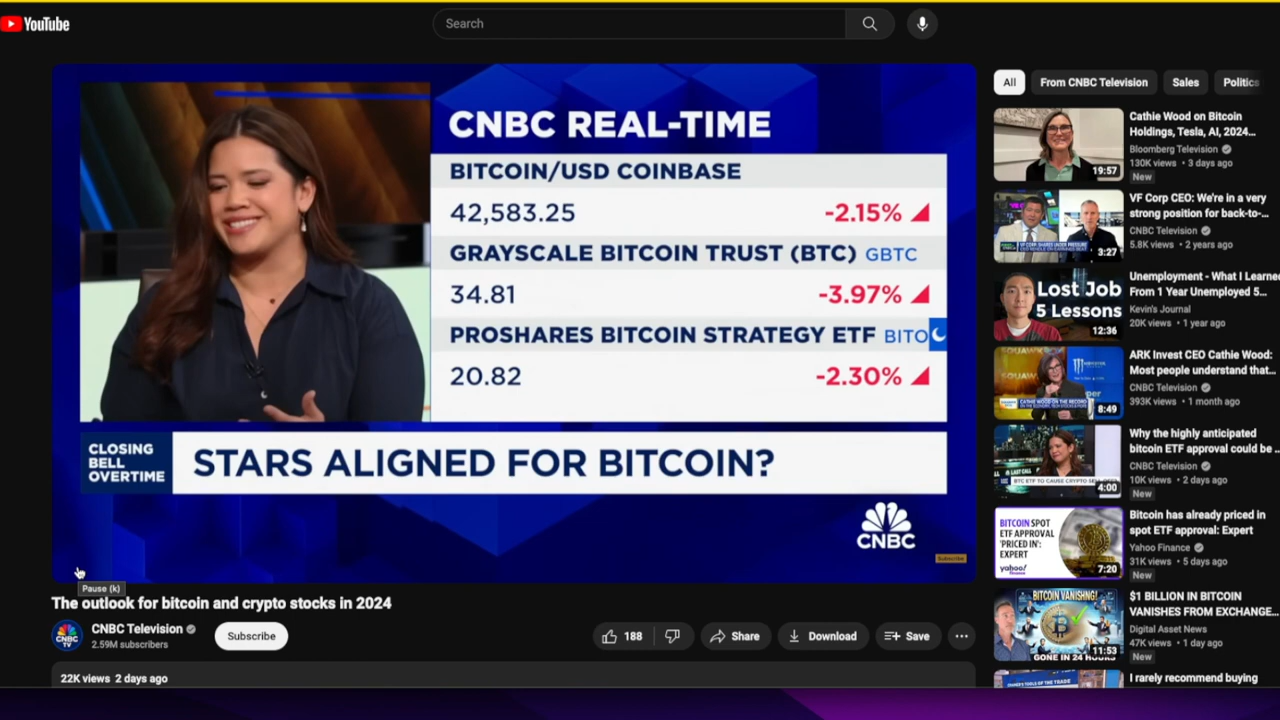 YouTube
Search
CNBC REAL-TIME
BITCOIN/USD COINBASE
42,583.25 -2.15%
GRAYSCALE BITCOIN TRUST (BTC) GBTC
34.81 -3.97%
PROSHARES BITCOIN STRATEGY ETF BITO
20.82 -2.30%
CLOSING
BELL
OVERTIME
STARS ALIGNED FOR BITCOIN?
CNBC
Subscribe
Pause (k)
The outlook for bitcoin and crypto stocks in 2024
CNBC Television
2.59M subscribers
Subscribe
188
Share
Download
Save
22K views 2 days ago
All
From CNBC Television
Sales
Politics
19:57
Cathie Wood on Bitcoin
Holdings, Tesla, AI, 2024...
Bloomberg Television
130K views • 3 days ago
New
3:27
VF Corp CEO: We're in a very
strong position for back-to-...
CNBC Television
5.8K views • 2 years ago
Lost Job
5 Lessons
12:36
Unemployment - What I Learned
From 1 Year Unemployed 5...
Kevin's Journal
20K views • 1 year ago
8:49
ARK Invest CEO Cathie Wood:
Most people understand that...
CNBC Television
393K views • 1 month ago
4:00
Why the highly anticipated
bitcoin ETF approval could be ...
CNBC Television
10K views • 2 days ago
New
BITCOIN SPOT
ETF APPROVAL
'PRICED IN':
EXPERT
yahoo!
finance
7:20
Bitcoin has already priced in
spot ETF approval: Expert
Yahoo Finance
31K views • 5 days ago
New
BITCOIN VANISHNG!
GONE IN 24 HOURS
11:53
$1 BILLION IN BITCOIN
VANISHES FROM EXCHANGE...
Digital Asset News
47K views • 1 day ago
New
I rarely recommend buying